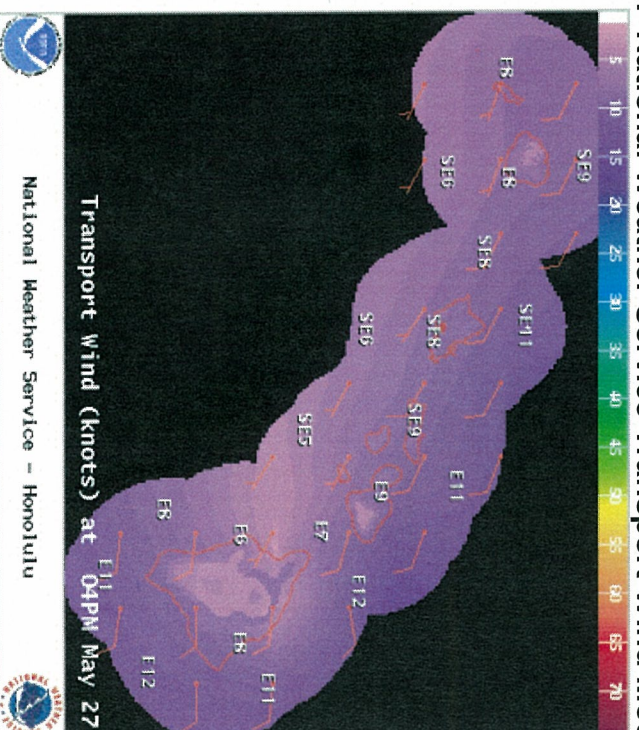 5 10 15 20 25 30 35 40 45 50 55 60 65 70
SE9
SE11
E8 E8
SE8
E11
SE6
SE8
SE9
E9
SE6
E12
E7
SE5
E11
E6 E8
E8
E12
E11
Transport Wind (knots) at 04PM May 27
National Weather Service - Honolulu